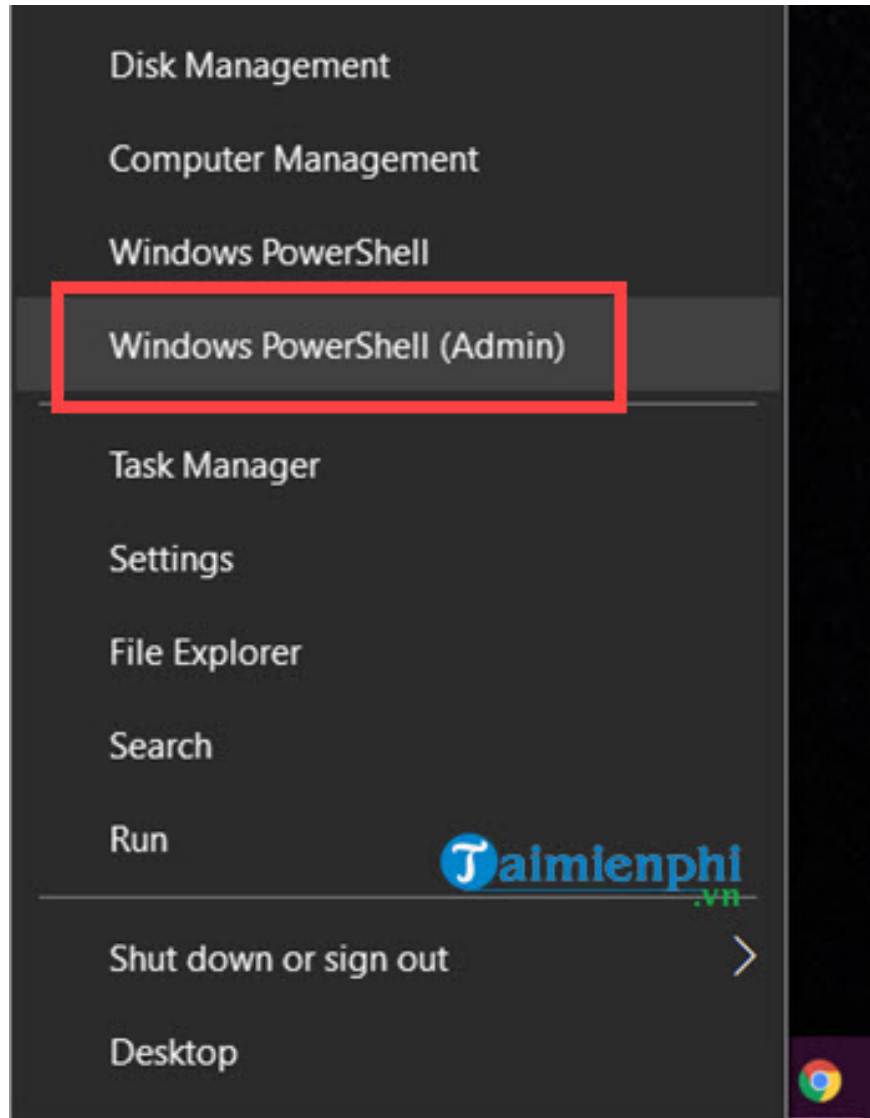 Disk Management
Computer Management
Windows PowerShell
Windows PowerShell (Admin)
Task Manager
Settings
File Explorer
Search
Run
Taimienphi
.vn
Shut down or sign out
Desktop